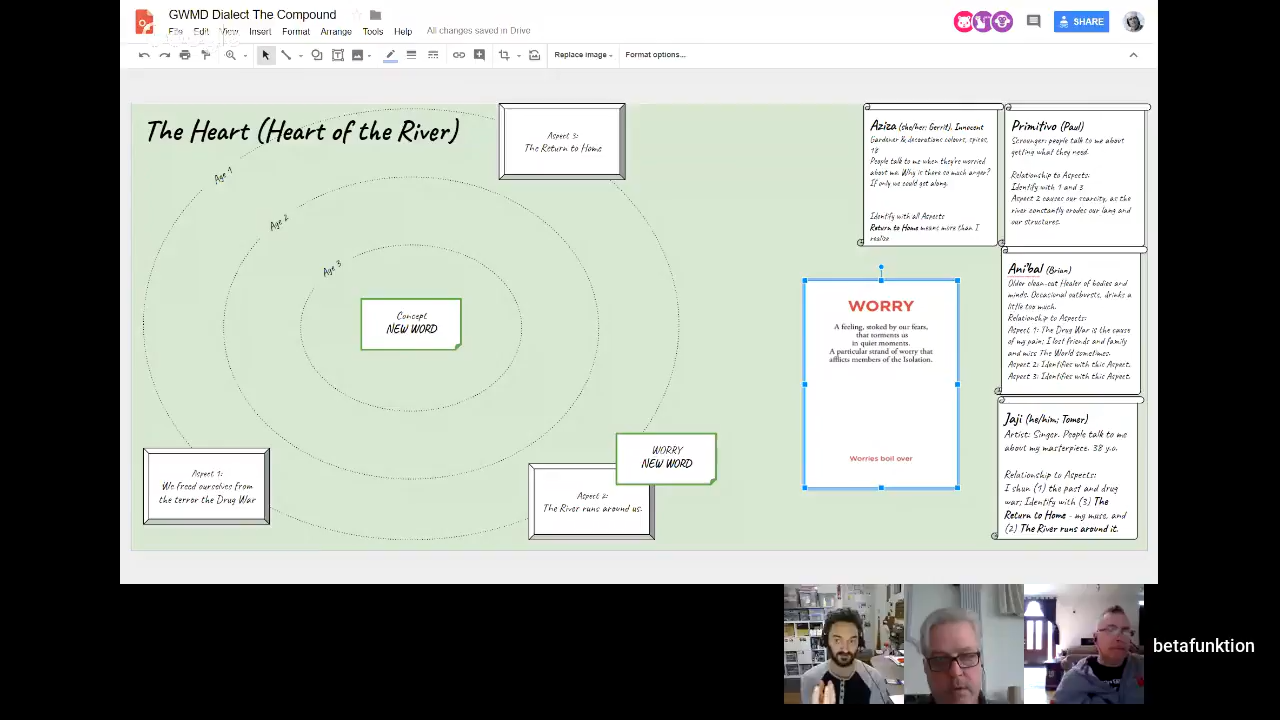 GWMD Dialect The Compound
File Edit View Insert Format Arrange Tools Help All changes saved in Drive
SHARE
Replace image
Format options...
The Heart (Heart of the River)
Age 1
Age 2
Age 3
Concept
NEW WORD
Aspect 3:
The Return to Home
Aspect 1:
We freed ourselves from
the terror the Drug War
WORRY
NEW WORD
Aspect 2:
The River runs around us.
WORRY
A feeling, stoked by our fears,
that torments us
in quiet moments.
A particular strand of worry that
afflicts members of the Isolation.
Worries boil over
Aziza (she/her; Gerrit). Innocent
Gardener & decorations colours, spices,
18
People talk to me when they're worried
about me. Why is there so much anger?
If only we could get along.
Identify with all Aspects
Return to Home means more than I
realise
Primitivo (Paul)
Scrounger: people talk to me about
getting what they need.
Relationship to Aspects:
Identify with 1 and 3
Aspect 2 causes our scarcity, as the
river constantly erodes our land and
our structures.
Ani'bal (Brian)
Older clean-cut Healer of bodies and
minds. Occasional outbursts, drinks a
little too much.
Relationship to Aspects:
Aspect 1: The Drug War is the cause
of my pain; I lost friends and family
and miss The World sometimes.
Aspect 2: Identifies with this Aspect.
Aspect 3: Identifies with this Aspect.
Jaji (he/him; Tomer)
Artist: Singer. People talk to me
about my masterpiece. 38 y.o.
Relationship to Aspects:
I shun (1) the past and drug
war; Identify with (3) The
Return to Home - my muse, and
(2) The River runs around it.
betafunktion